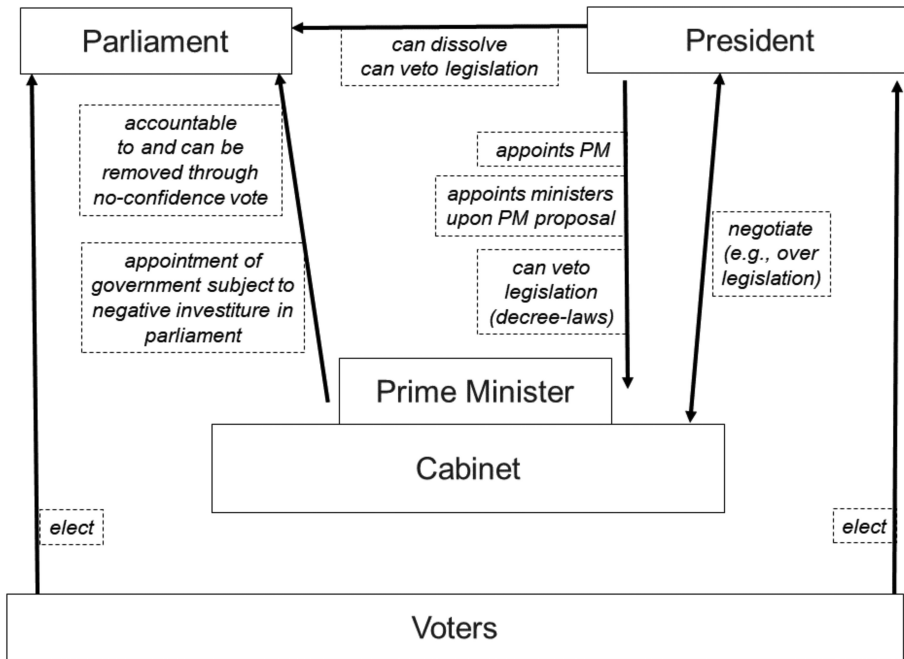 Parliament
President
can dissolve
can veto legislation
accountable
to and can be
removed through
no-confidence vote
appoints PM
appoints ministers
upon PM proposal
negotiate
(e.g., over
legislation)
appointment of
government subject to
negative investiture in
parliament
can veto
legislation
(decree-laws)
Prime Minister
Cabinet
elect
elect
Voters